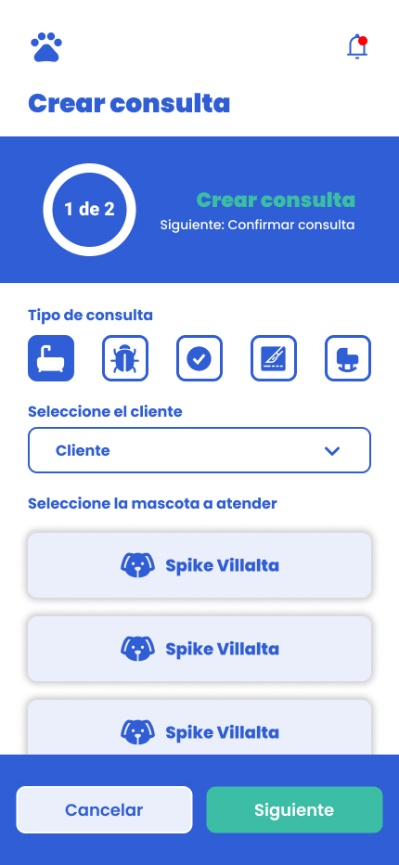 Crear consulta
1 de 2
Crear consulta
Siguiente: Confirmar consulta
Tipo de consulta
Seleccione el cliente
Cliente
Seleccione la mascota a atender
Spike Villalta
Spike Villalta
Spike Villalta
Cancelar
Siguiente